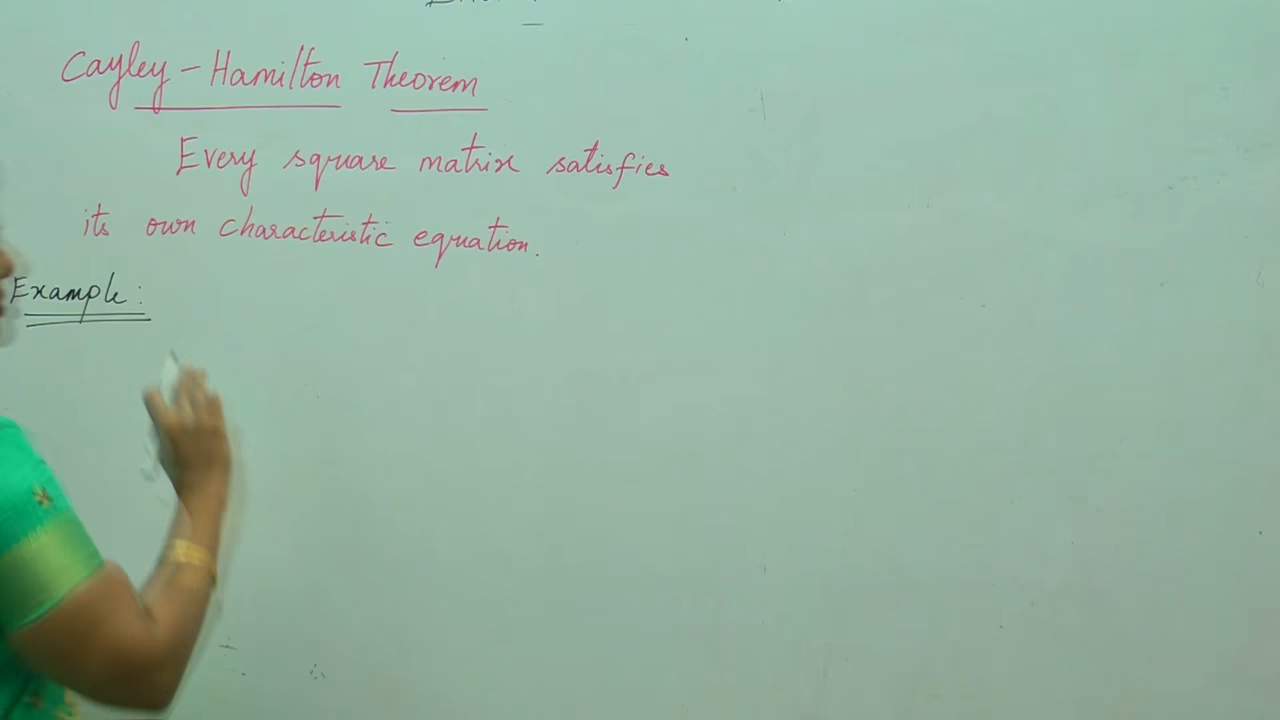 Cayley - Hamilton Theorem
Every square matrix satisfies
its own characteristic equation.
Example: